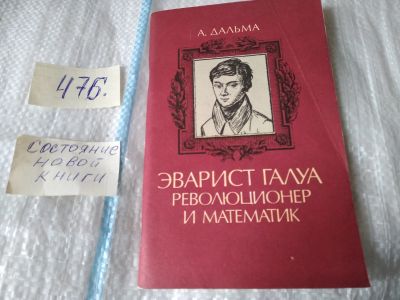 476.
Состояние
новой
книги
А. ДАЛЬМА
ЭВАРИСТ ГАЛУА
РЕВОЛЮЦИОНЕР
И МАТЕМАТИК